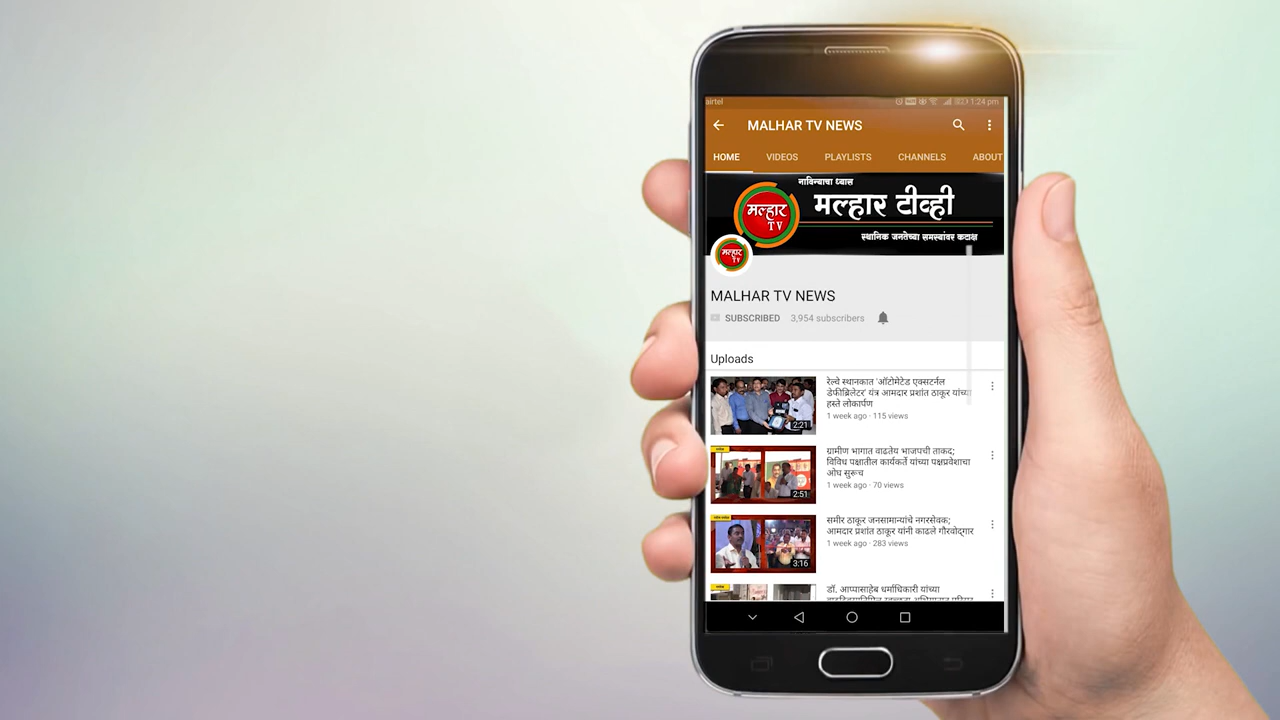 airtel
1:24 pm
MALHAR TV NEWS
HOME VIDEOS PLAYLISTS CHANNELS ABOUT
नाविन्याचा ध्यास
मल्हार टीव्ही
मल्हार
TV
स्थानिक जनतेच्या समस्यांवर कटाक्ष
मल्हार
TV
MALHAR TV NEWS
SUBSCRIBED 3,954 subscribers
Uploads
रेल्वे स्थानकात 'ऑटोमेटेड एक्सटर्नल
डेफीब्रिलेटर' यंत्र आमदार प्रशांत ठाकूर यांच्या
हस्ते लोकार्पण
1 week ago · 115 views
2:21
ग्रामीण भागात वाढतेय भाजपची ताकद;
विविध पक्षातील कार्यकर्ते यांच्या पक्षप्रवेशाचा
ओघ सुरूच
1 week ago · 70 views
2:51
समीर ठाकूर जनसामान्यांचे नगरसेवक;
आमदार प्रशांत ठाकूर यांनी काढले गौरवोद्गार
1 week ago · 283 views
3:16
डॉ. आप्पासाहेब धर्माधिकारी यांच्या